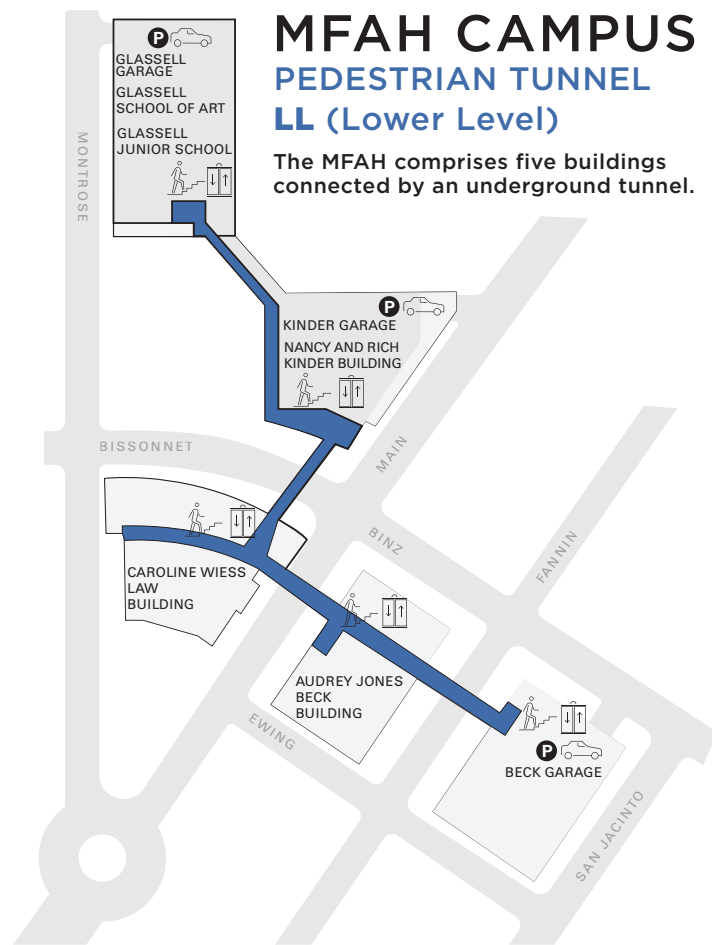 MFAH CAMPUS
PEDESTRIAN TUNNEL
LL (Lower Level)
The MFAH comprises five buildings
connected by an underground tunnel.
P
GLASSELL
GARAGE
GLASSELL
SCHOOL OF ART
GLASSELL
JUNIOR SCHOOL
MONTROSE
P
KINDER GARAGE
NANCY AND RICH
KINDER BUILDING
BISSONNET
MAIN
BINZ
FANNIN
CAROLINE WIESS
LAW
BUILDING
AUDREY JONES
BECK
BUILDING
EWING
P
BECK GARAGE
SAN JACINTO